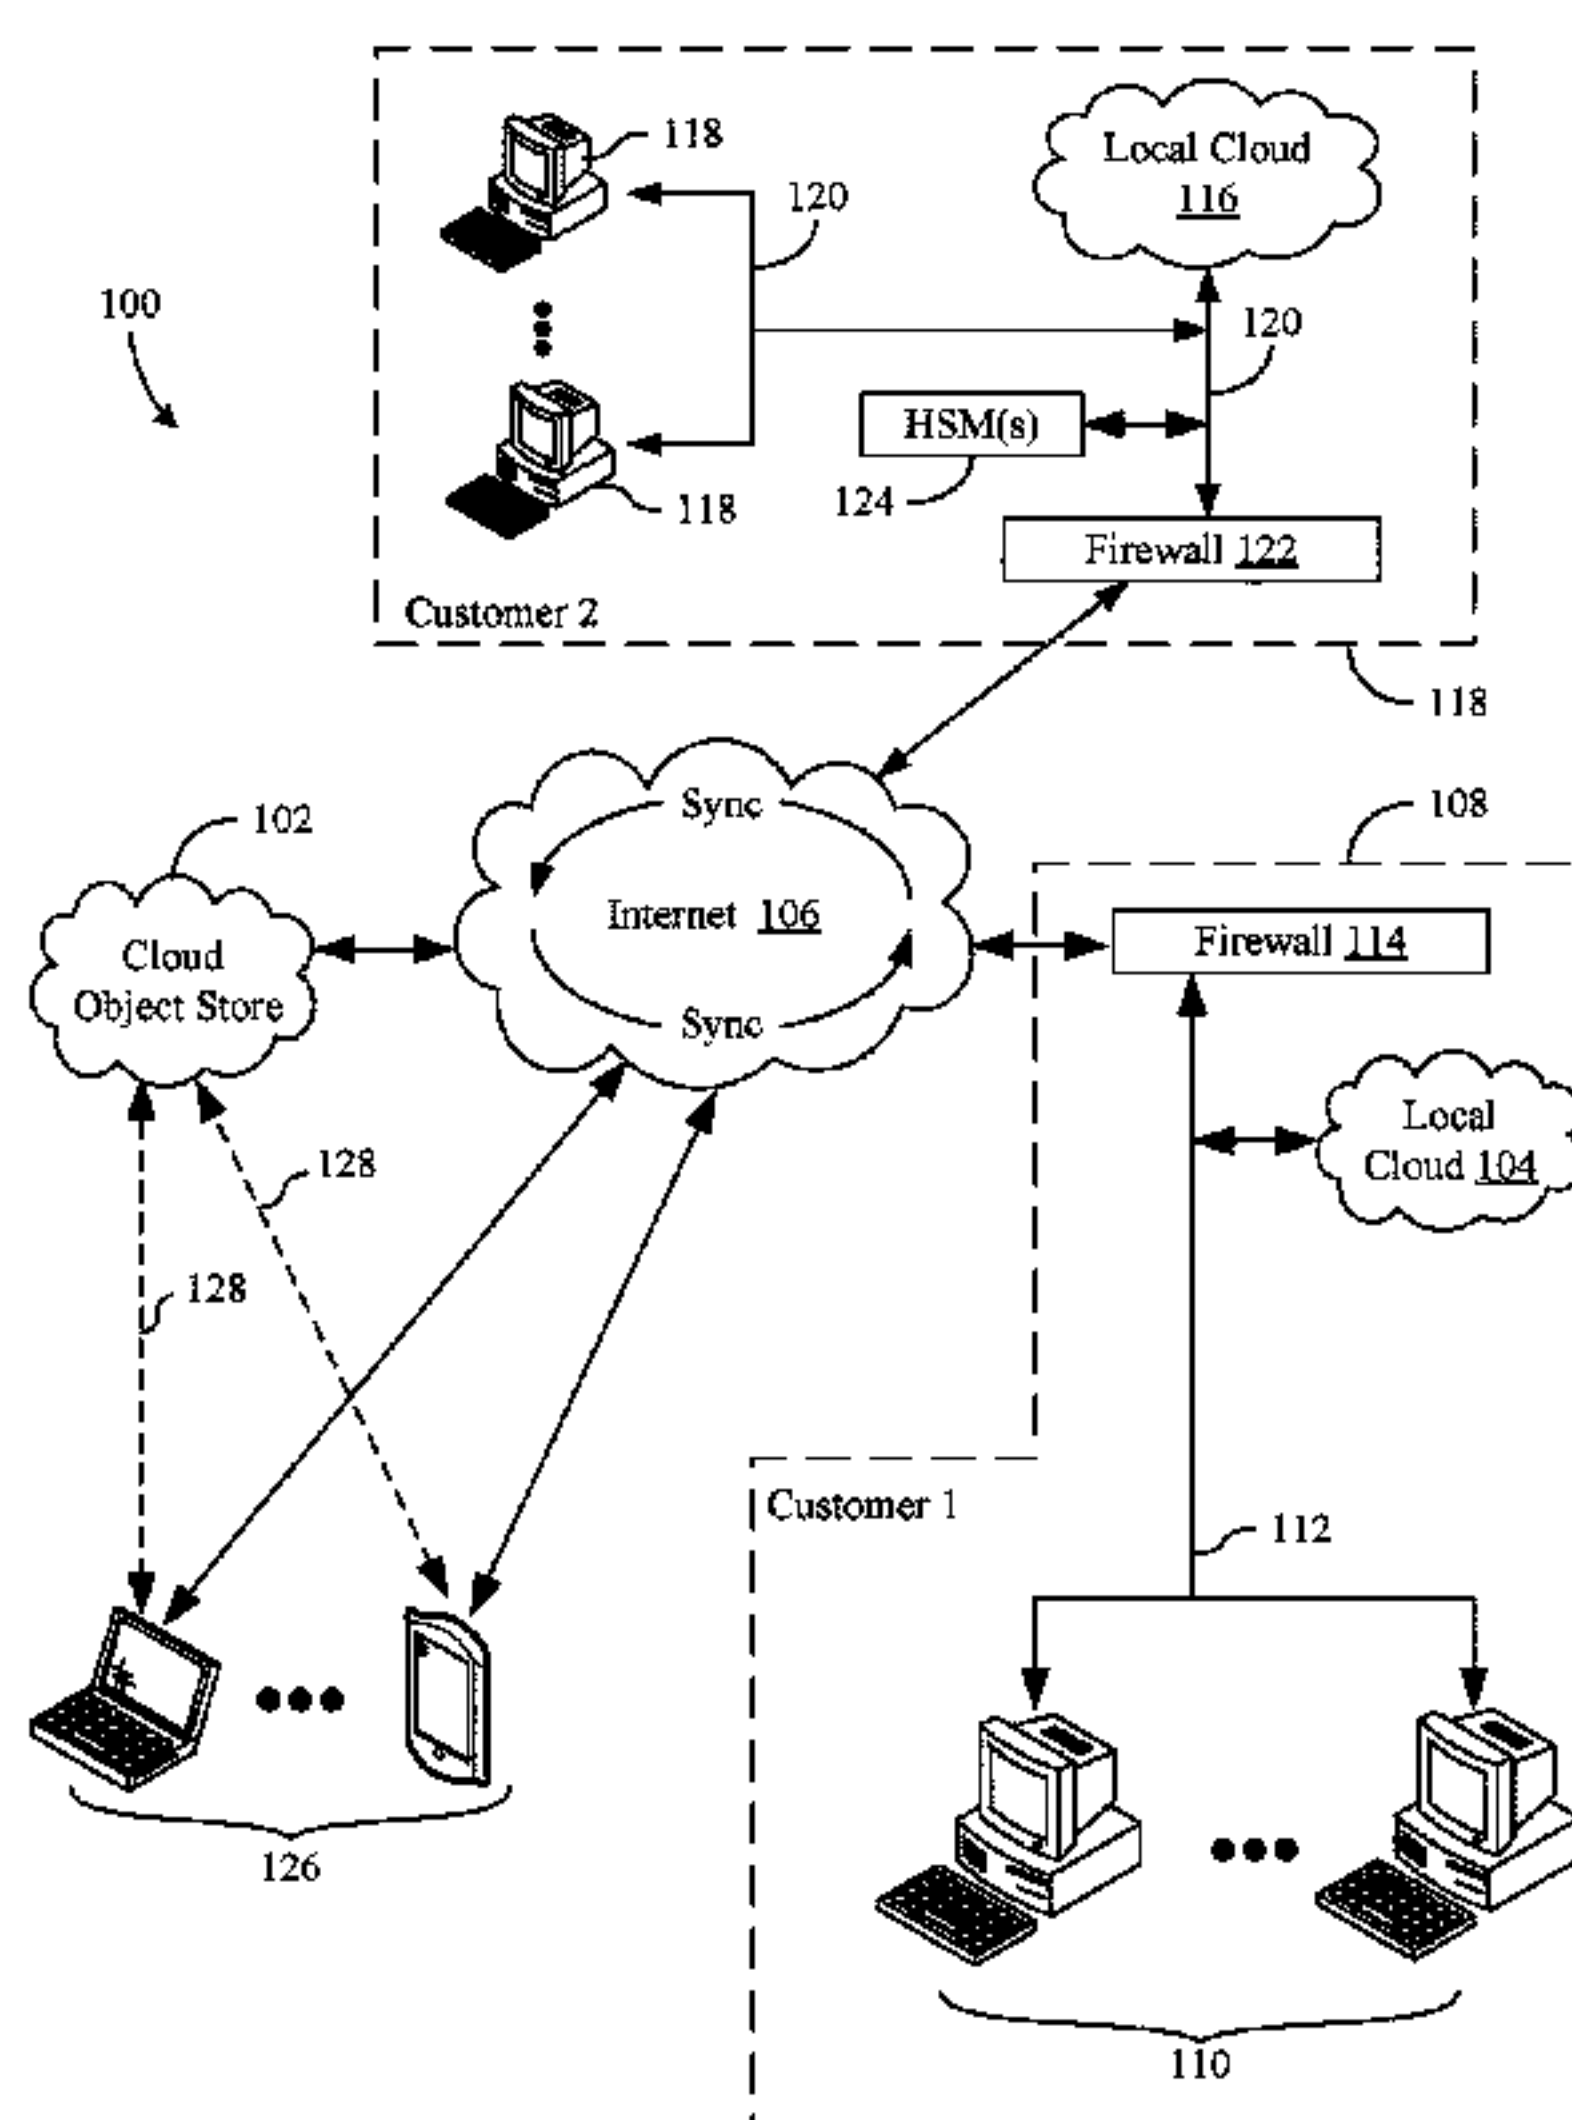 118
Local Cloud
116
120
100
120
HSM(s)
124
118
Firewall 122
Customer 2
118
Sync
108
102
Internet 106
Firewall 114
Cloud
Object Store
Sync
Local
Cloud 104
128
128
Customer 1
112
126
110